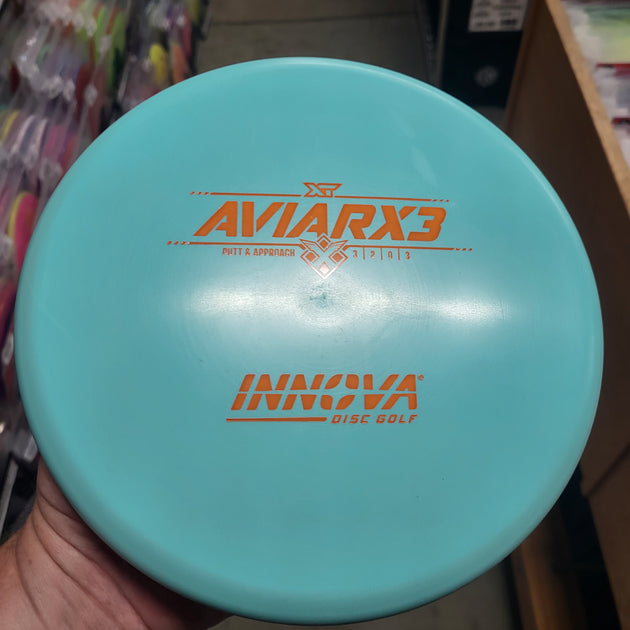 XT
AVIARX3
PUTT & APPROACH 3 | 2 | 0 | 3
INNOVA
DISC GOLF